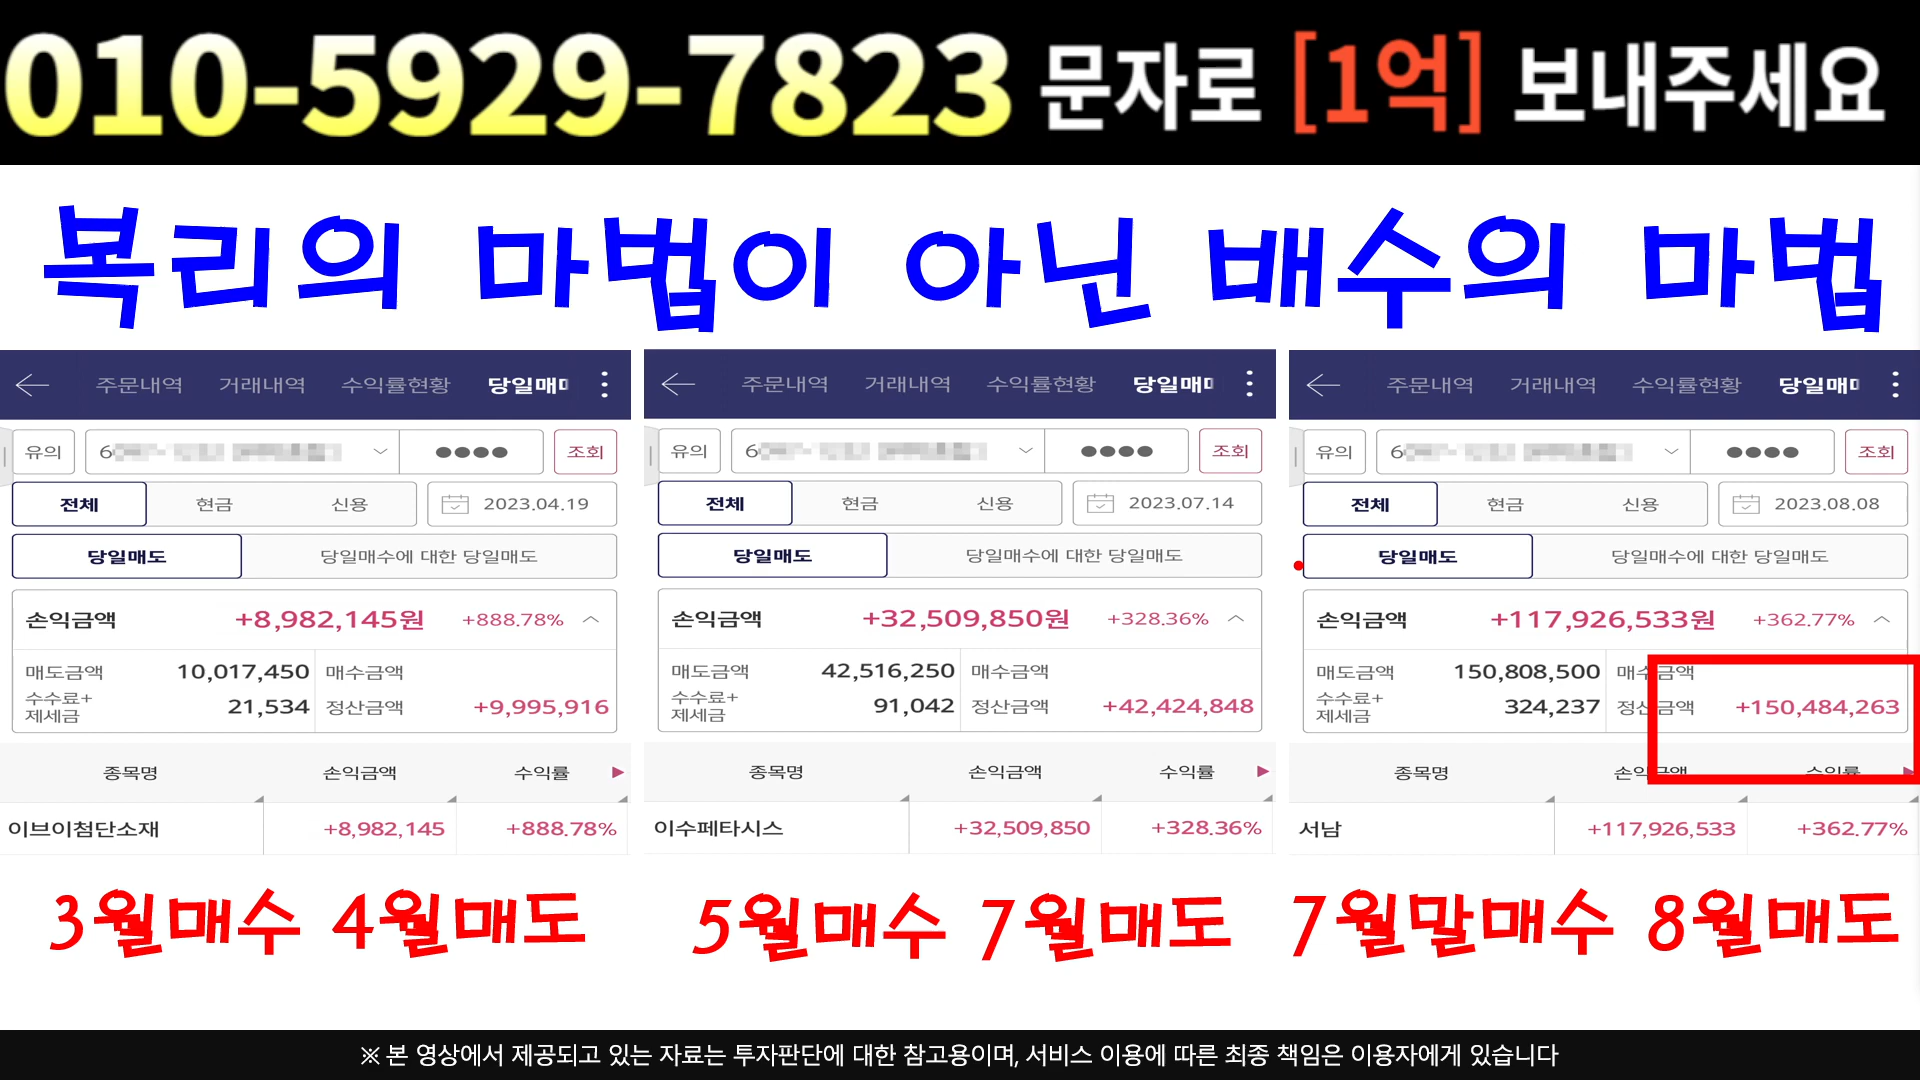 010-5929-7823 문자로 [1억] 보내주세요
복리의 마법이 아닌 배수의 마법
주문내역 거래내역 수익률현황 당일매
유의 6 ●●●● 조회
전체 현금 신용 2023.04.19
당일매도 당일매수에 대한 당일매도
손익금액 +8,982,145원 +888.78%
매도금액 10,017,450 매수금액
수수료+
제세금 21,534 정산금액 +9,995,916
종목명 손익금액 수익률
이브이첨단소재 +8,982,145 +888.78%
3월매수 4월매도
주문내역 거래내역 수익률현황 당일매
유의 6 ●●●● 조회
전체 현금 신용 2023.07.14
당일매도 당일매수에 대한 당일매도
손익금액 +32,509,850원 +328.36%
매도금액 42,516,250 매수금액
수수료+
제세금 91,042 정산금액 +42,424,848
종목명 손익금액 수익률
이수페타시스 +32,509,850 +328.36%
5월매수 7월매도
주문내역 거래내역 수익률현황 당일매
유의 6 ●●●● 조회
전체 현금 신용 2023.08.08
당일매도 당일매수에 대한 당일매도
손익금액 +117,926,533원 +362.77%
매도금액 150,808,500 매수금액
수수료+
제세금 324,237 정산금액 +150,484,263
종목명 손익금액 수익률
서남 +117,926,533 +362.77%
7월말매수 8월매도
※ 본 영상에서 제공되고 있는 자료는 투자판단에 대한 참고용이며, 서비스 이용에 따른 최종 책임은 이용자에게 있습니다